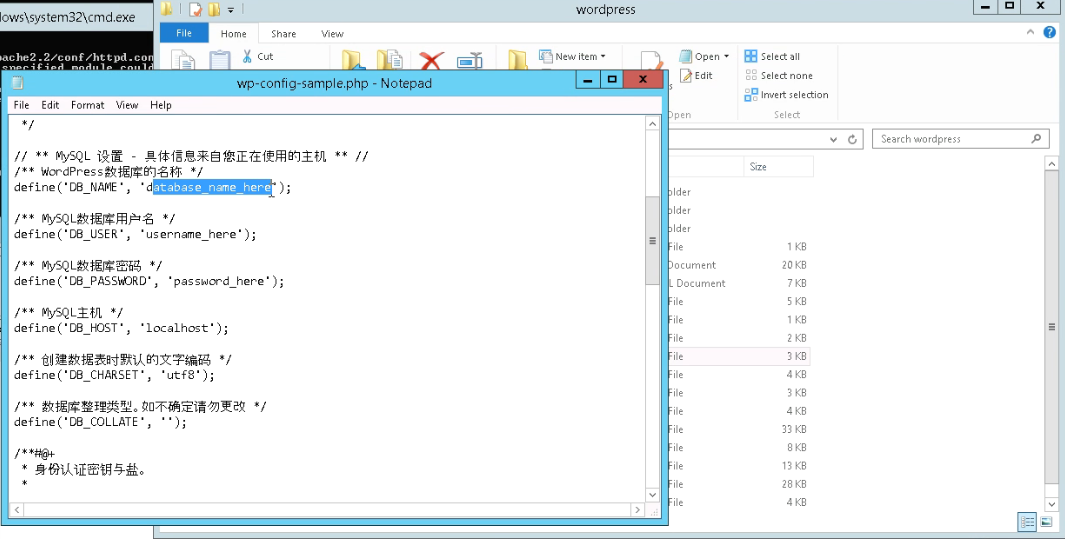 lows\system32\cmd.exe
wordpress
File Home Share View
pache2.2/conf/httpd.con
specified module could
Cut
New item
Open
Edit
Select all
Select none
Invert selection
Select
wp-config-sample.php - Notepad
File Edit Format View Help
Search wordpress
Size
*/
// ** MySQL 设置 - 具体信息来自您正在使用的主机 ** //
/** WordPress数据库的名称 */
define('DB_NAME', 'database_name_here');
/** MySQL数据库用户名 */
define('DB_USER', 'username_here');
/** MySQL数据库密码 */
define('DB_PASSWORD', 'password_here');
/** MySQL主机 */
define('DB_HOST', 'localhost');
/** 创建数据表时默认的文字编码 */
define('DB_CHARSET', 'utf8');
/** 数据库整理类型。如不确定请勿更改 */
define('DB_COLLATE', '');
/**#@+
* 身份认证密钥与盐。
*
older
older
older
File 1 KB
Document 20 KB
L Document 7 KB
File 5 KB
File 1 KB
File 2 KB
File 3 KB
File 4 KB
File 3 KB
File 4 KB
File 33 KB
File 8 KB
File 13 KB
File 28 KB
File 4 KB